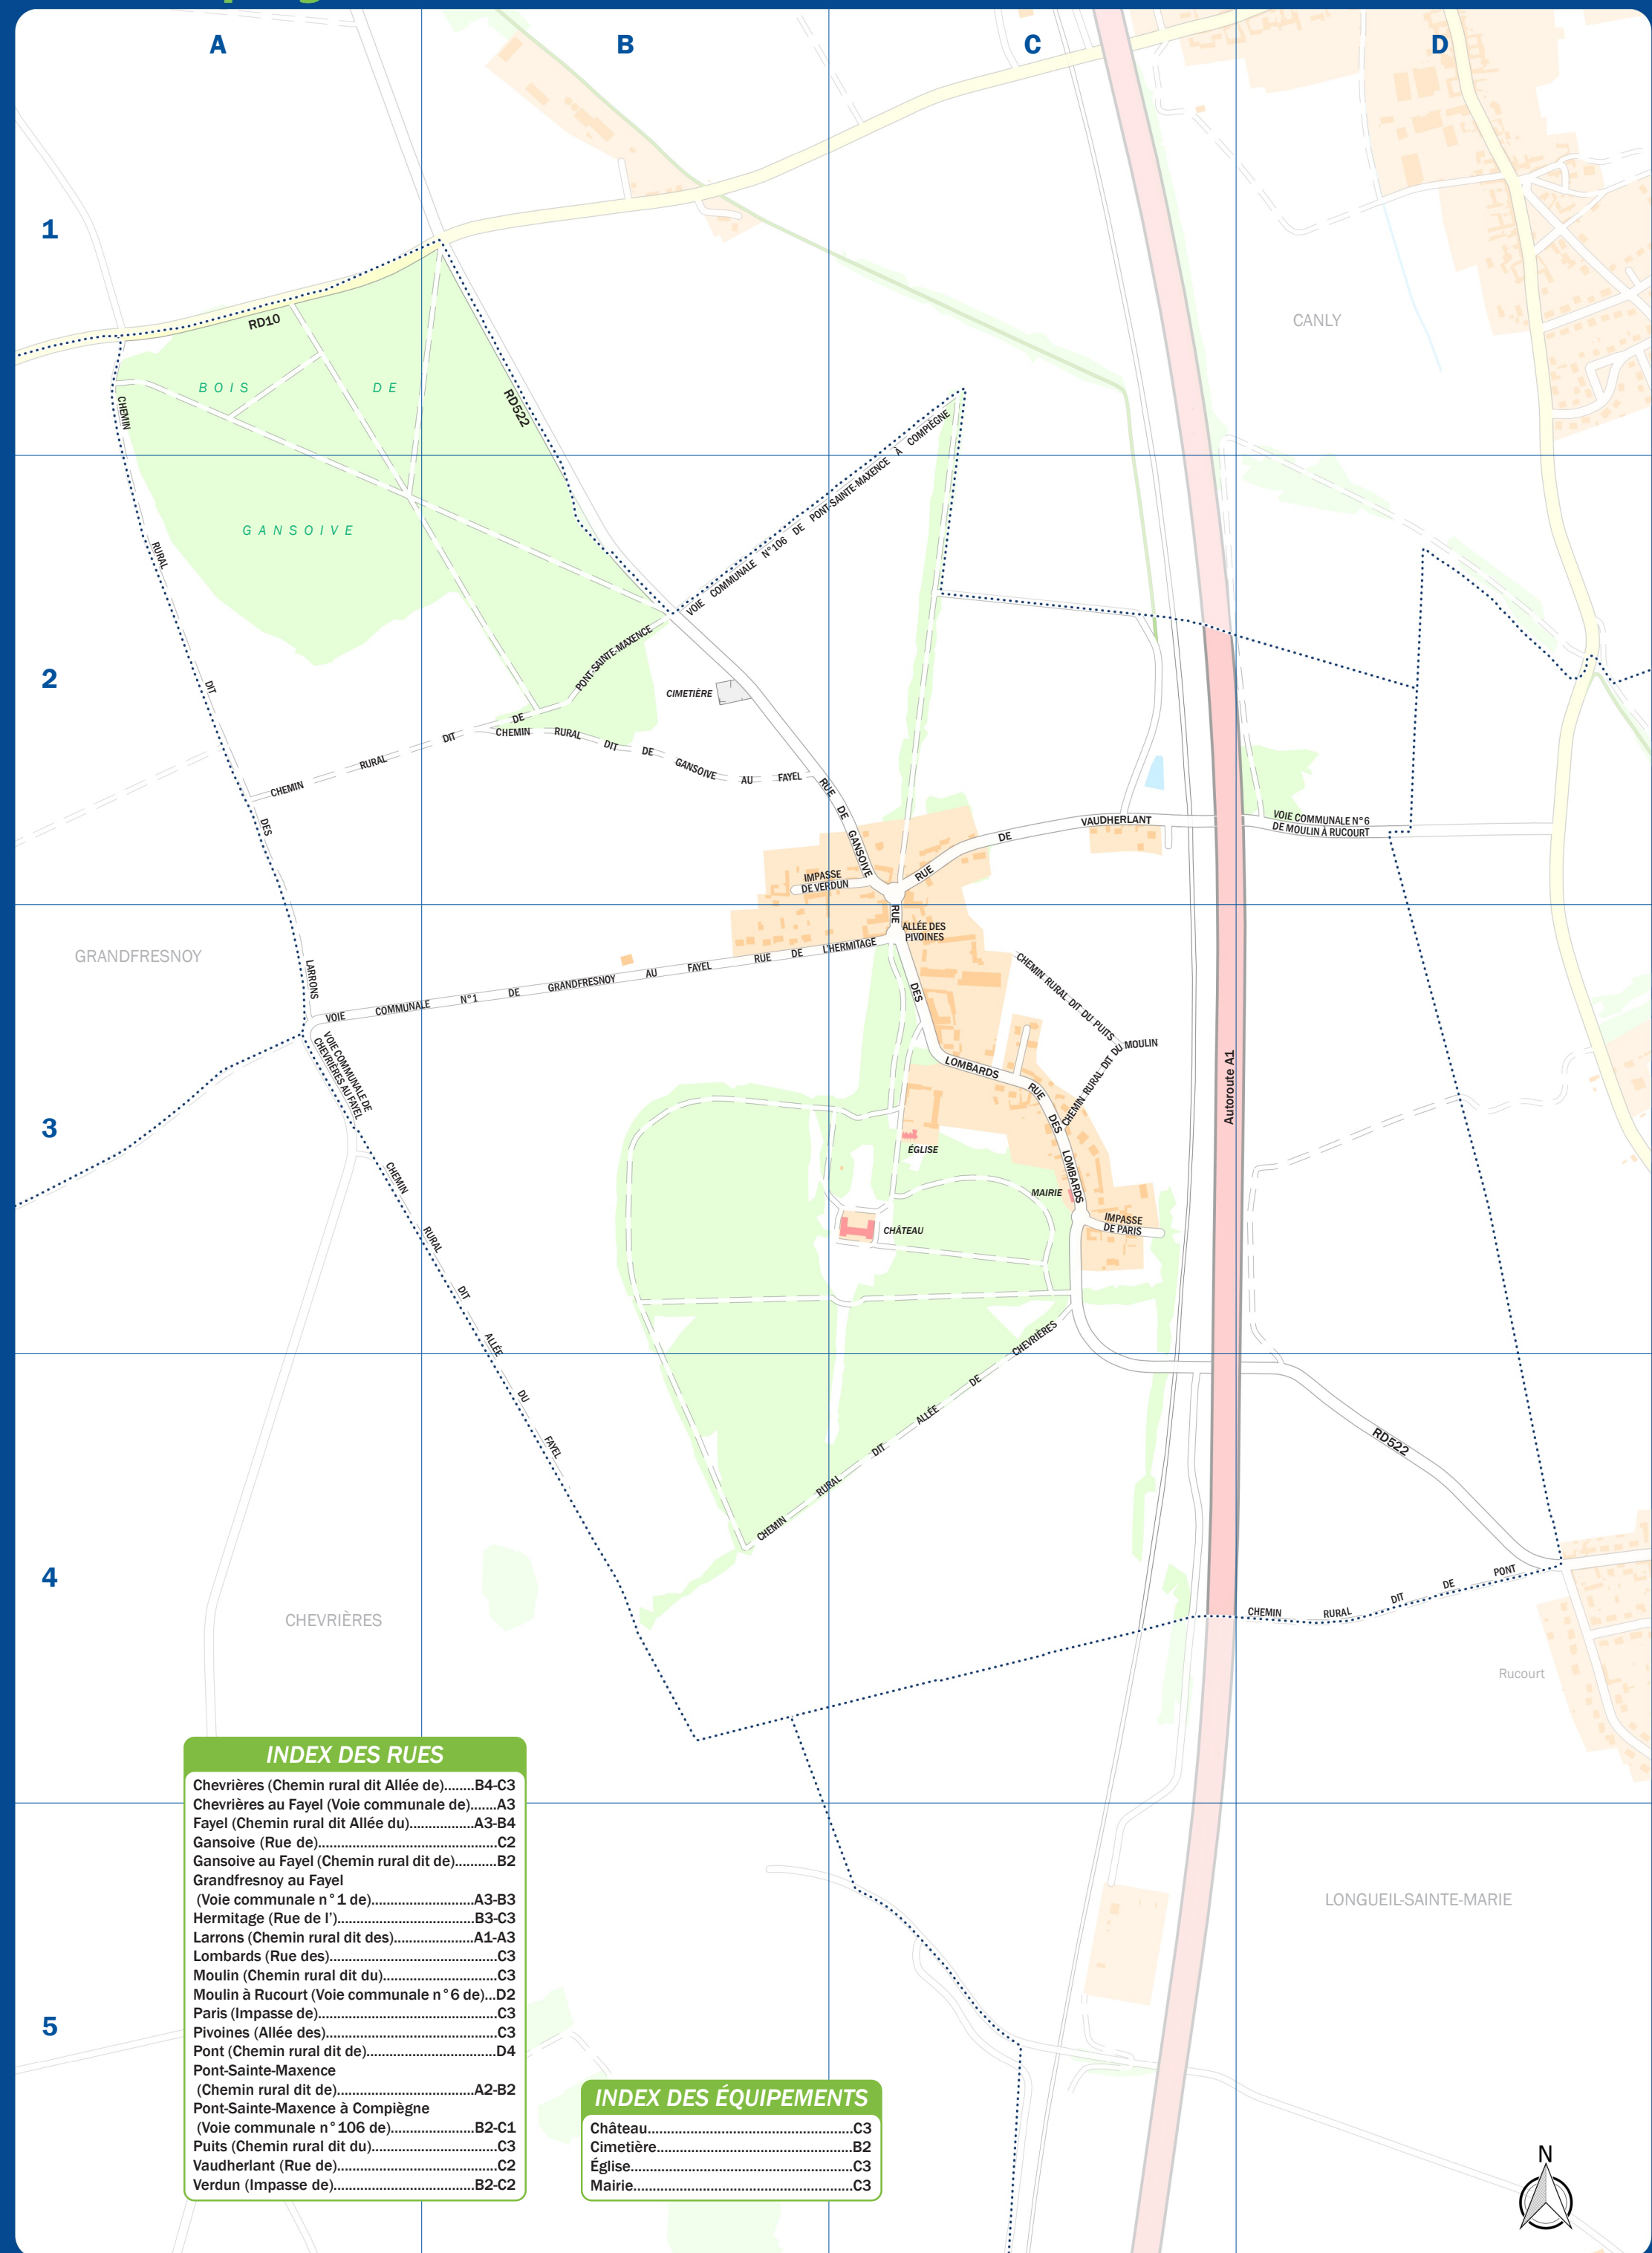 A
B
C
D
1
2
3
4
5
RD10
BOIS DE
GANSOIVE
RD522
CANLY
CHEMIN RURAL DIT DES LARRONS
VOIE COMMUNALE N°106 DE PONT-SAINTE-MAXENCE À COMPIÈGNE
CHEMIN RURAL DIT DE PONT-SAINTE-MAXENCE
CIMETIÈRE
CHEMIN RURAL DIT DE GANSOIVE AU FAYEL
RUE DE GANSOIVE
RUE DE VAUDHERLANT
VOIE COMMUNALE N°6
DE MOULIN À RUCOURT
IMPASSE
DE VERDUN
GRANDFRESNOY
ALLÉE DES
PIVOINES
RUE DES LOMBARDS
VOIE COMMUNALE N°1 DE GRANDFRESNOY AU FAYEL
RUE DE L'HERMITAGE
CHEMIN RURAL DIT DU PUITS
CHEMIN RURAL DIT DU MOULIN
VOIE COMMUNALE DE
CHEVRIÈRES AU FAYEL
Autoroute A1
RUE DES LOMBARDS
ÉGLISE
MAIRIE
IMPASSE
DE PARIS
CHÂTEAU
CHEMIN RURAL DIT ALLÉE DU FAYEL
CHEMIN RURAL DIT ALLÉE DE CHEVRIÈRES
RD522
CHEMIN RURAL DIT DE PONT
CHEVRIÈRES
Rucourt
LONGUEIL-SAINTE-MARIE
INDEX DES RUES
Chevrières (Chemin rural dit Allée de)........B4-C3
Chevrières au Fayel (Voie communale de).......A3
Fayel (Chemin rural dit Allée du).................A3-B4
Gansoive (Rue de)...............................................C2
Gansoive au Fayel (Chemin rural dit de)...........B2
Grandfresnoy au Fayel
(Voie communale n°1 de)...........................A3-B3
Hermitage (Rue de l')....................................B3-C3
Larrons (Chemin rural dit des).....................A1-A3
Lombards (Rue des)............................................C3
Moulin (Chemin rural dit du)..............................C3
Moulin à Rucourt (Voie communale n°6 de)...D2
Paris (Impasse de)...............................................C3
Pivoines (Allée des).............................................C3
Pont (Chemin rural dit de)..................................D4
Pont-Sainte-Maxence
(Chemin rural dit de)....................................A2-B2
Pont-Sainte-Maxence à Compiègne
(Voie communale n°106 de)......................B2-C1
Puits (Chemin rural dit du).................................C3
Vaudherlant (Rue de)..........................................C2
Verdun (Impasse de).....................................B2-C2
INDEX DES ÉQUIPEMENTS
Château......................................................C3
Cimetière...................................................B2
Église..........................................................C3
Mairie.........................................................C3
N